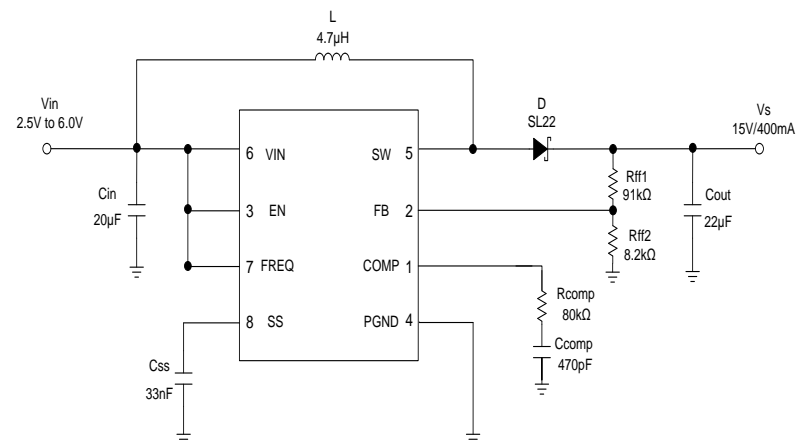 L
4.7µH
Vin
2.5V to 6.0V
D
SL22
Vs
15V/400mA
6 VIN
SW 5
Cin
20µF
Rff1
91kΩ
Cout
22µF
3 EN
FB 2
Rff2
8.2kΩ
7 FREQ
COMP 1
Rcomp
80kΩ
8 SS
PGND 4
Ccomp
470pF
Css
33nF